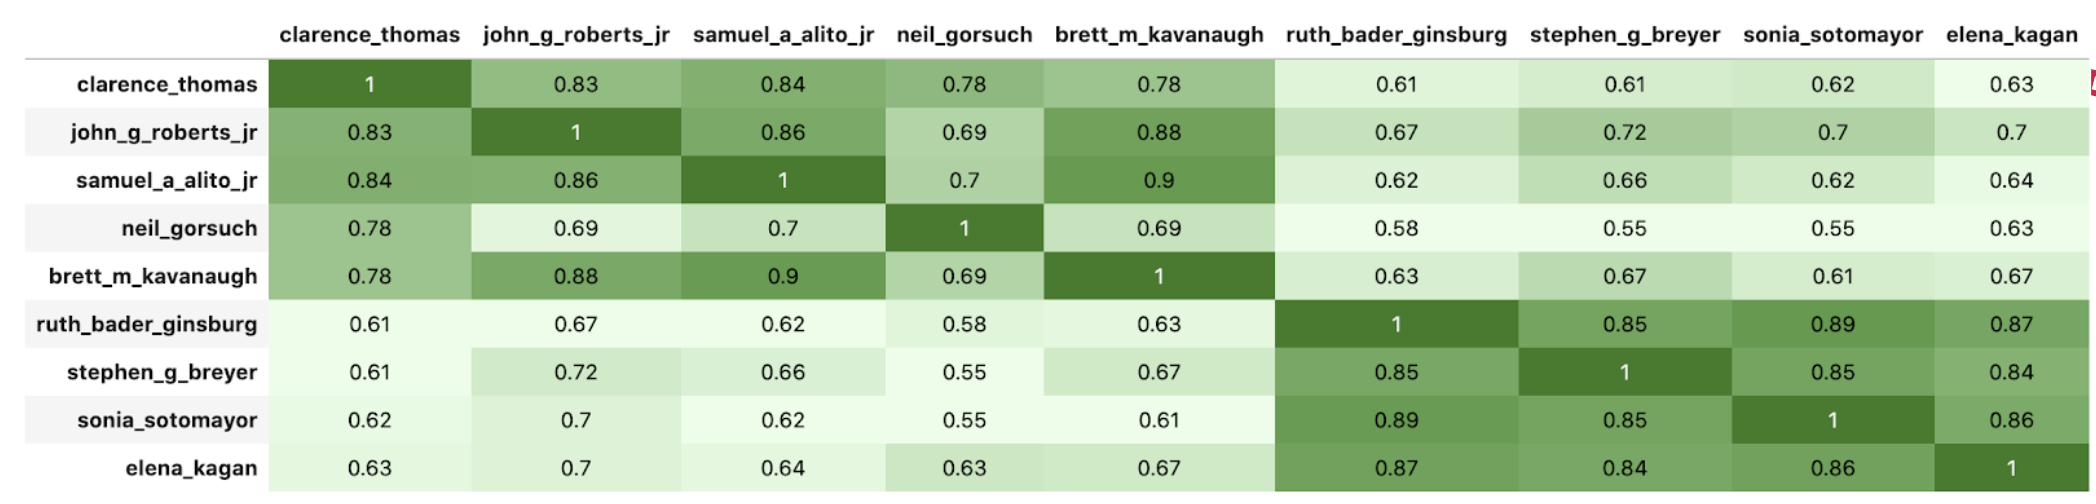 clarence_thomas john_g_roberts_jr samuel_a_alito_jr neil_gorsuch brett_m_kavanaugh ruth_bader_ginsburg stephen_g_breyer sonia_sotomayor elena_kagan
clarence_thomas 1 0.83 0.84 0.78 0.78 0.61 0.61 0.62 0.63
john_g_roberts_jr 0.83 1 0.86 0.69 0.88 0.67 0.72 0.7 0.7
samuel_a_alito_jr 0.84 0.86 1 0.7 0.9 0.62 0.66 0.62 0.64
neil_gorsuch 0.78 0.69 0.7 1 0.69 0.58 0.55 0.55 0.63
brett_m_kavanaugh 0.78 0.88 0.9 0.69 1 0.63 0.67 0.61 0.67
ruth_bader_ginsburg 0.61 0.67 0.62 0.58 0.63 1 0.85 0.89 0.87
stephen_g_breyer 0.61 0.72 0.66 0.55 0.67 0.85 1 0.85 0.84
sonia_sotomayor 0.62 0.7 0.62 0.55 0.61 0.89 0.85 1 0.86
elena_kagan 0.63 0.7 0.64 0.63 0.67 0.87 0.84 0.86 1